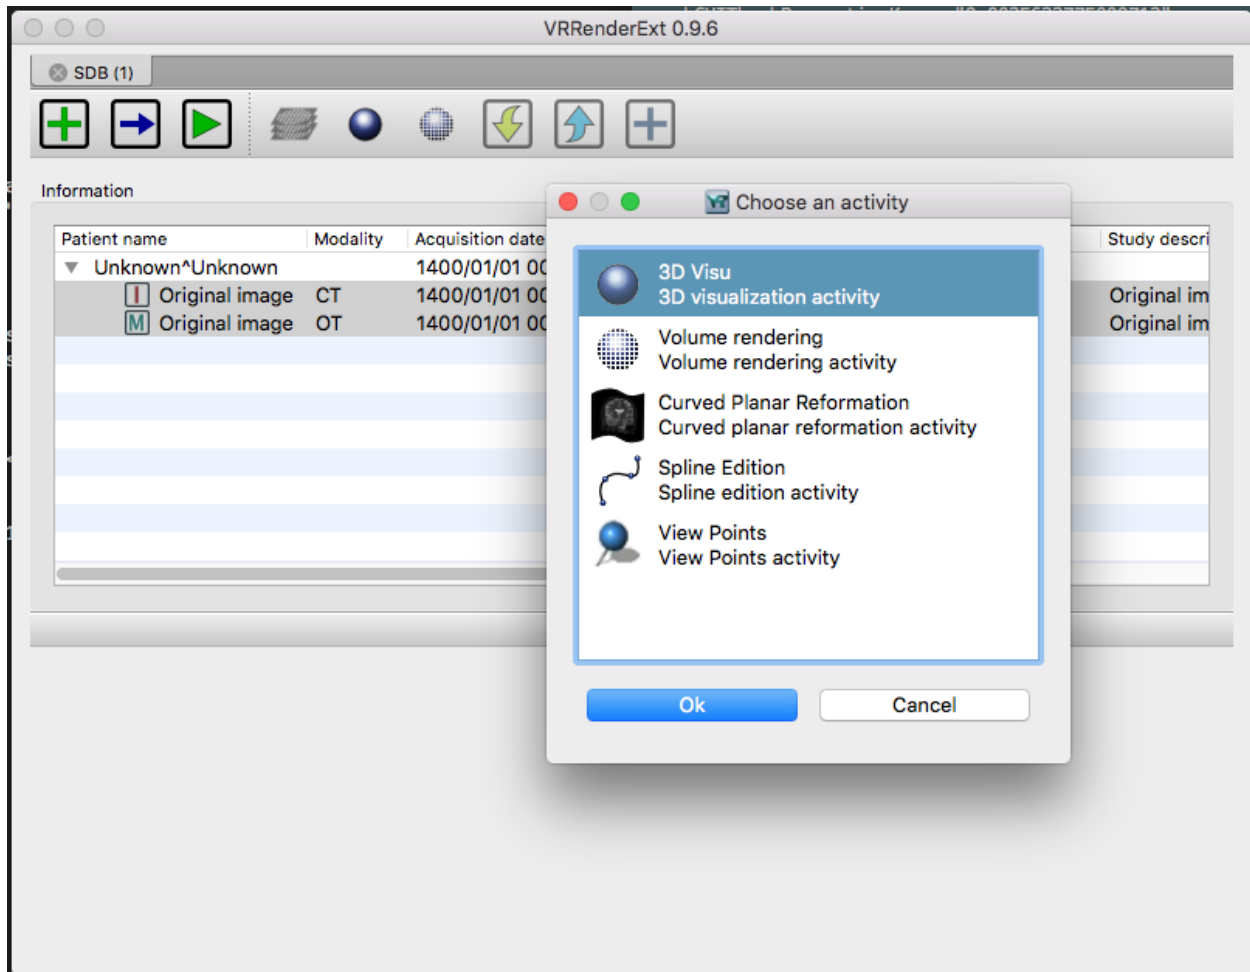 VRRenderExt 0.9.6
SDB (1)
Information
Patient name Modality Acquisition date Study descri
Unknown^Unknown 1400/01/01 00
I Original image CT 1400/01/01 00 Original im
M Original image OT 1400/01/01 00 Original im
Choose an activity
3D Visu
3D visualization activity
Volume rendering
Volume rendering activity
Curved Planar Reformation
Curved planar reformation activity
Spline Edition
Spline edition activity
View Points
View Points activity
Ok Cancel